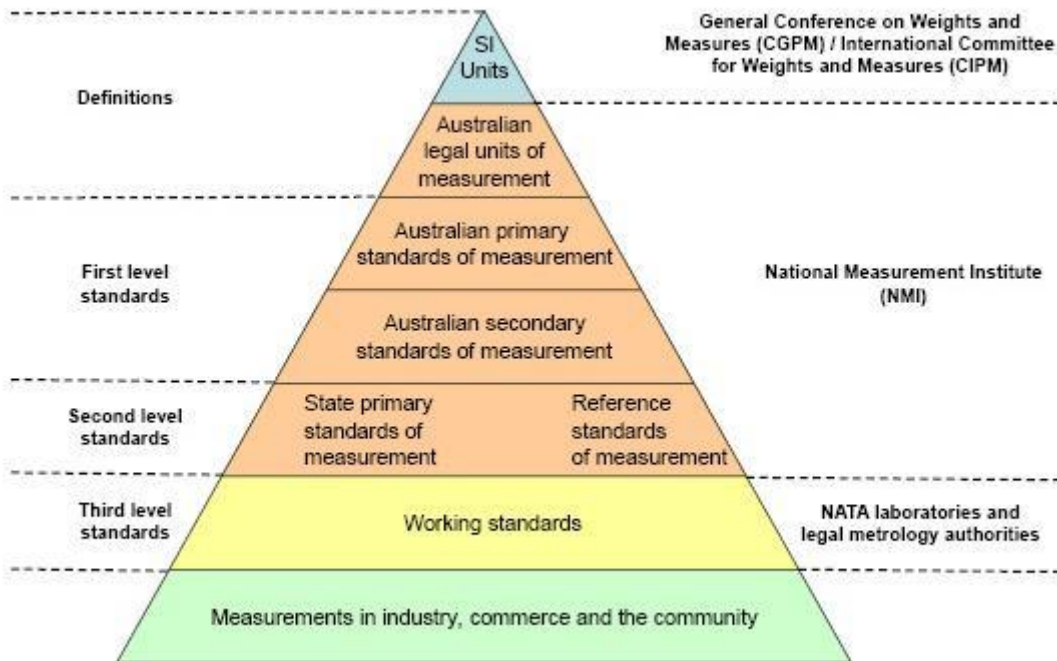 General Conference on Weights and
Measures (CGPM) / International Committee
for Weights and Measures (CIPM)
SI
Units
Definitions
Australian
legal units of
measurement
First level
standards
Australian primary
standards of measurement
National Measurement Institute
(NMI)
Australian secondary
standards of measurement
Second level
standards
State primary
standards of
measurement
Reference
standards
of measurement
Third level
standards
Working standards
NATA laboratories and
legal metrology authorities
Measurements in industry, commerce and the community